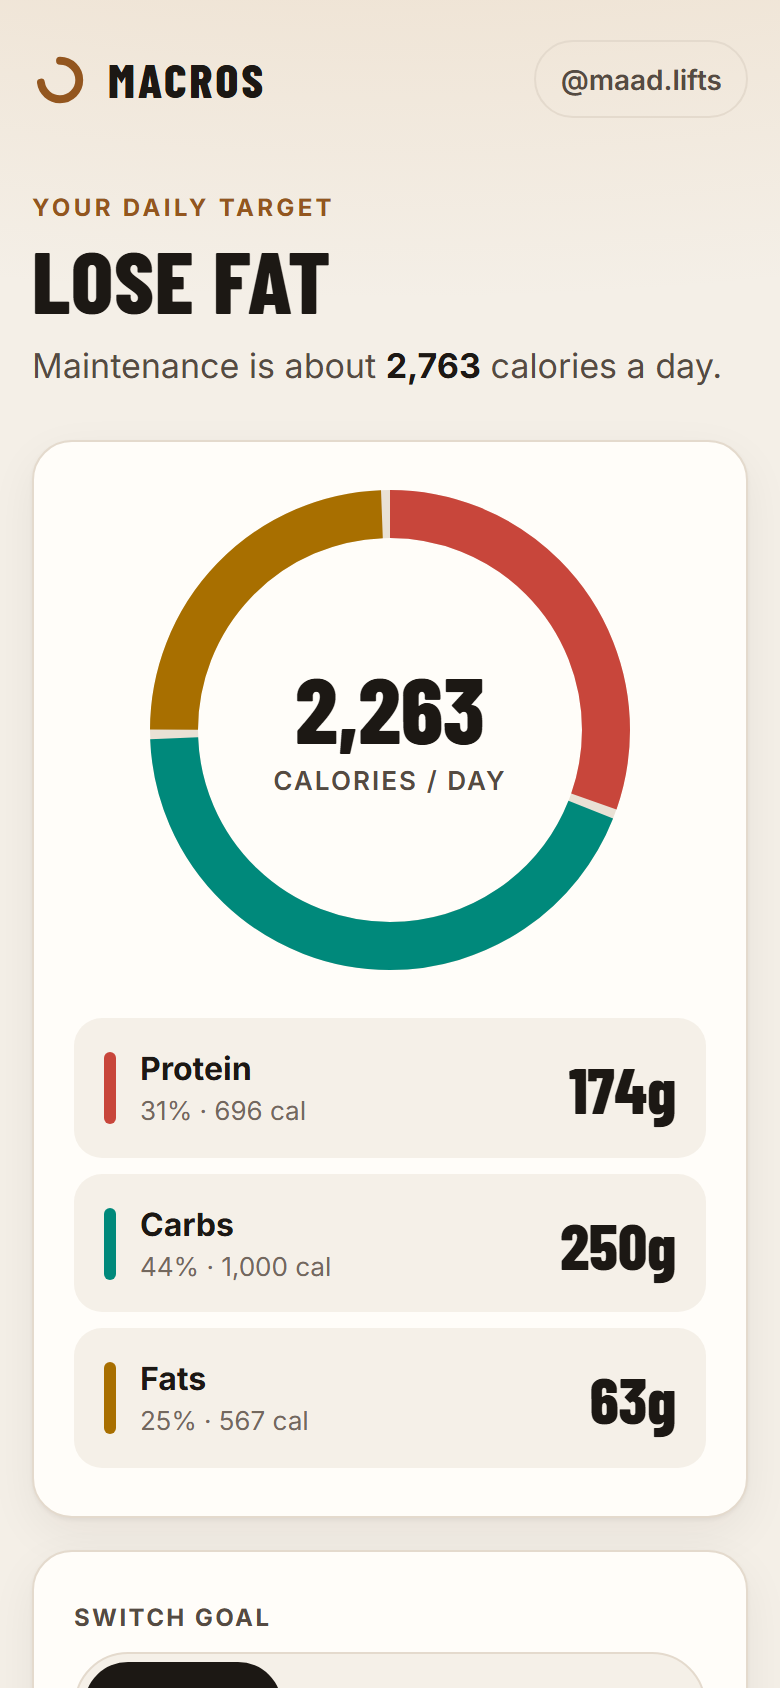 MACROS
@maad.lifts
YOUR DAILY TARGET
LOSE FAT
Maintenance is about 2,763 calories a day.
2,263
CALORIES / DAY
Protein
31% · 696 cal
174g
Carbs
44% · 1,000 cal
250g
Fats
25% · 567 cal
63g
SWITCH GOAL